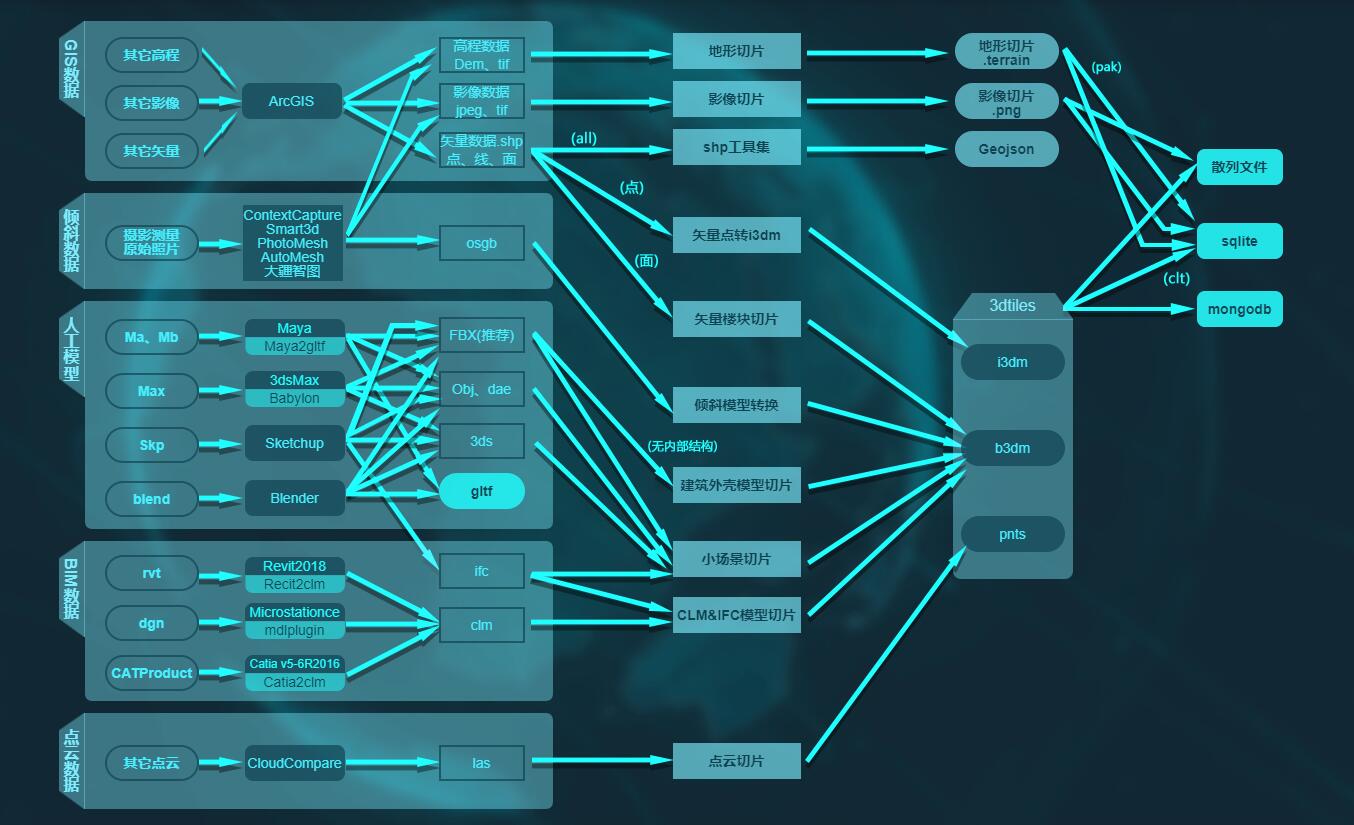 GIS数据
其它高程
其它影像
其它矢量
ArcGIS
高程数据
Dem、tif
影像数据
jpeg、tif
矢量数据.shp
点、线、面
(all)
(点)
(面)
地形切片
影像切片
shp工具集
地形切片
.terrain
影像切片
.png
Geojson
(pak)
散列文件
sqlite
(clt)
mongodb
倾斜数据
摄影测量
原始照片
ContextCapture
Smart3d
PhotoMesh
AutoMesh
大疆智图
osgb
矢量点转i3dm
矢量楼块切片
倾斜模型转换
3dtiles
i3dm
b3dm
pnts
人工模型
Ma、Mb
Max
Skp
blend
Maya
Maya2gltf
3dsMax
Babylon
Sketchup
Blender
FBX(推荐)
Obj、dae
3ds
gltf
(无内部结构)
建筑外壳模型切片
小场景切片
CLM&IFC模型切片
BIM数据
rvt
dgn
CATProduct
Revit2018
Recit2clm
Microstationce
mdlplugin
Catia v5-6R2016
Catia2clm
ifc
clm
点云数据
其它点云
CloudCompare
las
点云切片